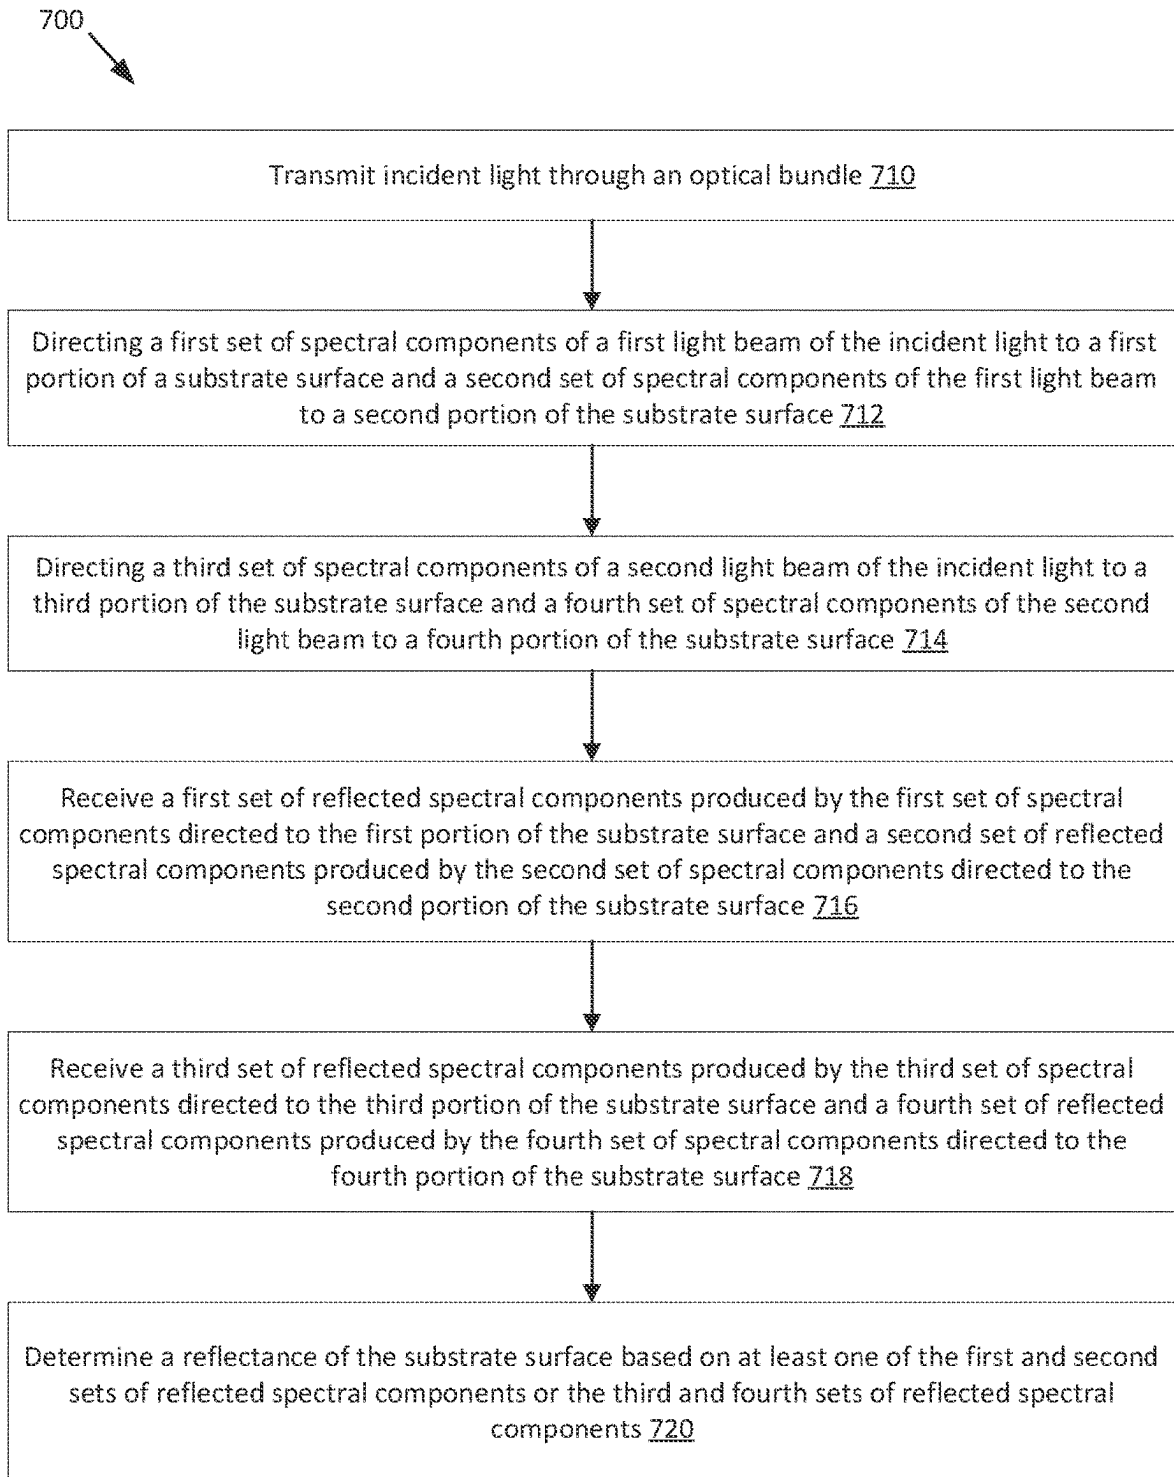 700
Transmit incident light through an optical bundle 710
Directing a first set of spectral components of a first light beam of the incident light to a first
portion of a substrate surface and a second set of spectral components of the first light beam
to a second portion of the substrate surface 712
Directing a third set of spectral components of a second light beam of the incident light to a
third portion of the substrate surface and a fourth set of spectral components of the second
light beam to a fourth portion of the substrate surface 714
Receive a first set of reflected spectral components produced by the first set of spectral
components directed to the first portion of the substrate surface and a second set of reflected
spectral components produced by the second set of spectral components directed to the
second portion of the substrate surface 716
Receive a third set of reflected spectral components produced by the third set of spectral
components directed to the third portion of the substrate surface and a fourth set of reflected
spectral components produced by the fourth set of spectral components directed to the
fourth portion of the substrate surface 718
Determine a reflectance of the substrate surface based on at least one of the first and second
sets of reflected spectral components or the third and fourth sets of reflected spectral
components 720